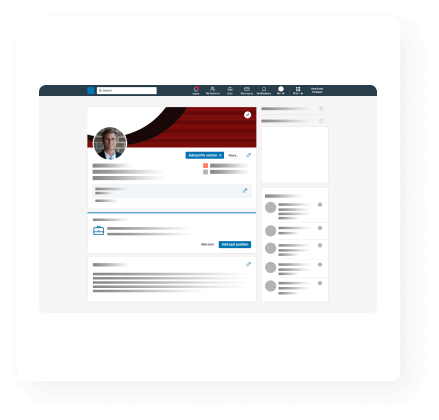 Search
Home
My Network
Jobs
Messaging
Notifications
Me
Work
Add profile section
More...
Not now
Add past position